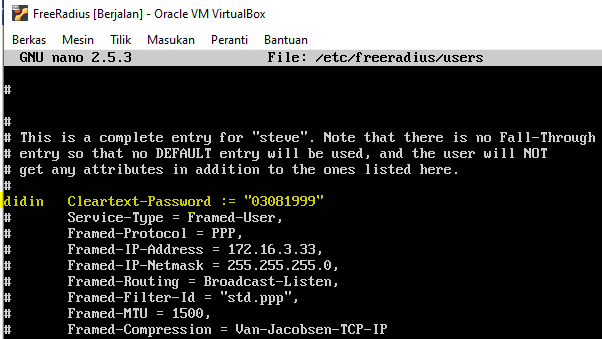 FreeRadius [Berjalan] - Oracle VM VirtualBox
Berkas Mesin Tilik Masukan Peranti Bantuan
GNU nano 2.5.3 File: /etc/freeradius/users
#
#
# This is a complete entry for "steve". Note that there is no Fall-Through
# entry so that no DEFAULT entry will be used, and the user will NOT
# get any attributes in addition to the ones listed here.
#
didin Cleartext-Password := "03081999"
# Service-Type = Framed-User,
# Framed-Protocol = PPP,
# Framed-IP-Address = 172.16.3.33,
# Framed-IP-Netmask = 255.255.255.0,
# Framed-Routing = Broadcast-Listen,
# Framed-Filter-Id = "std.ppp",
# Framed-MTU = 1500,
# Framed-Compression = Van-Jacobsen-TCP-IP